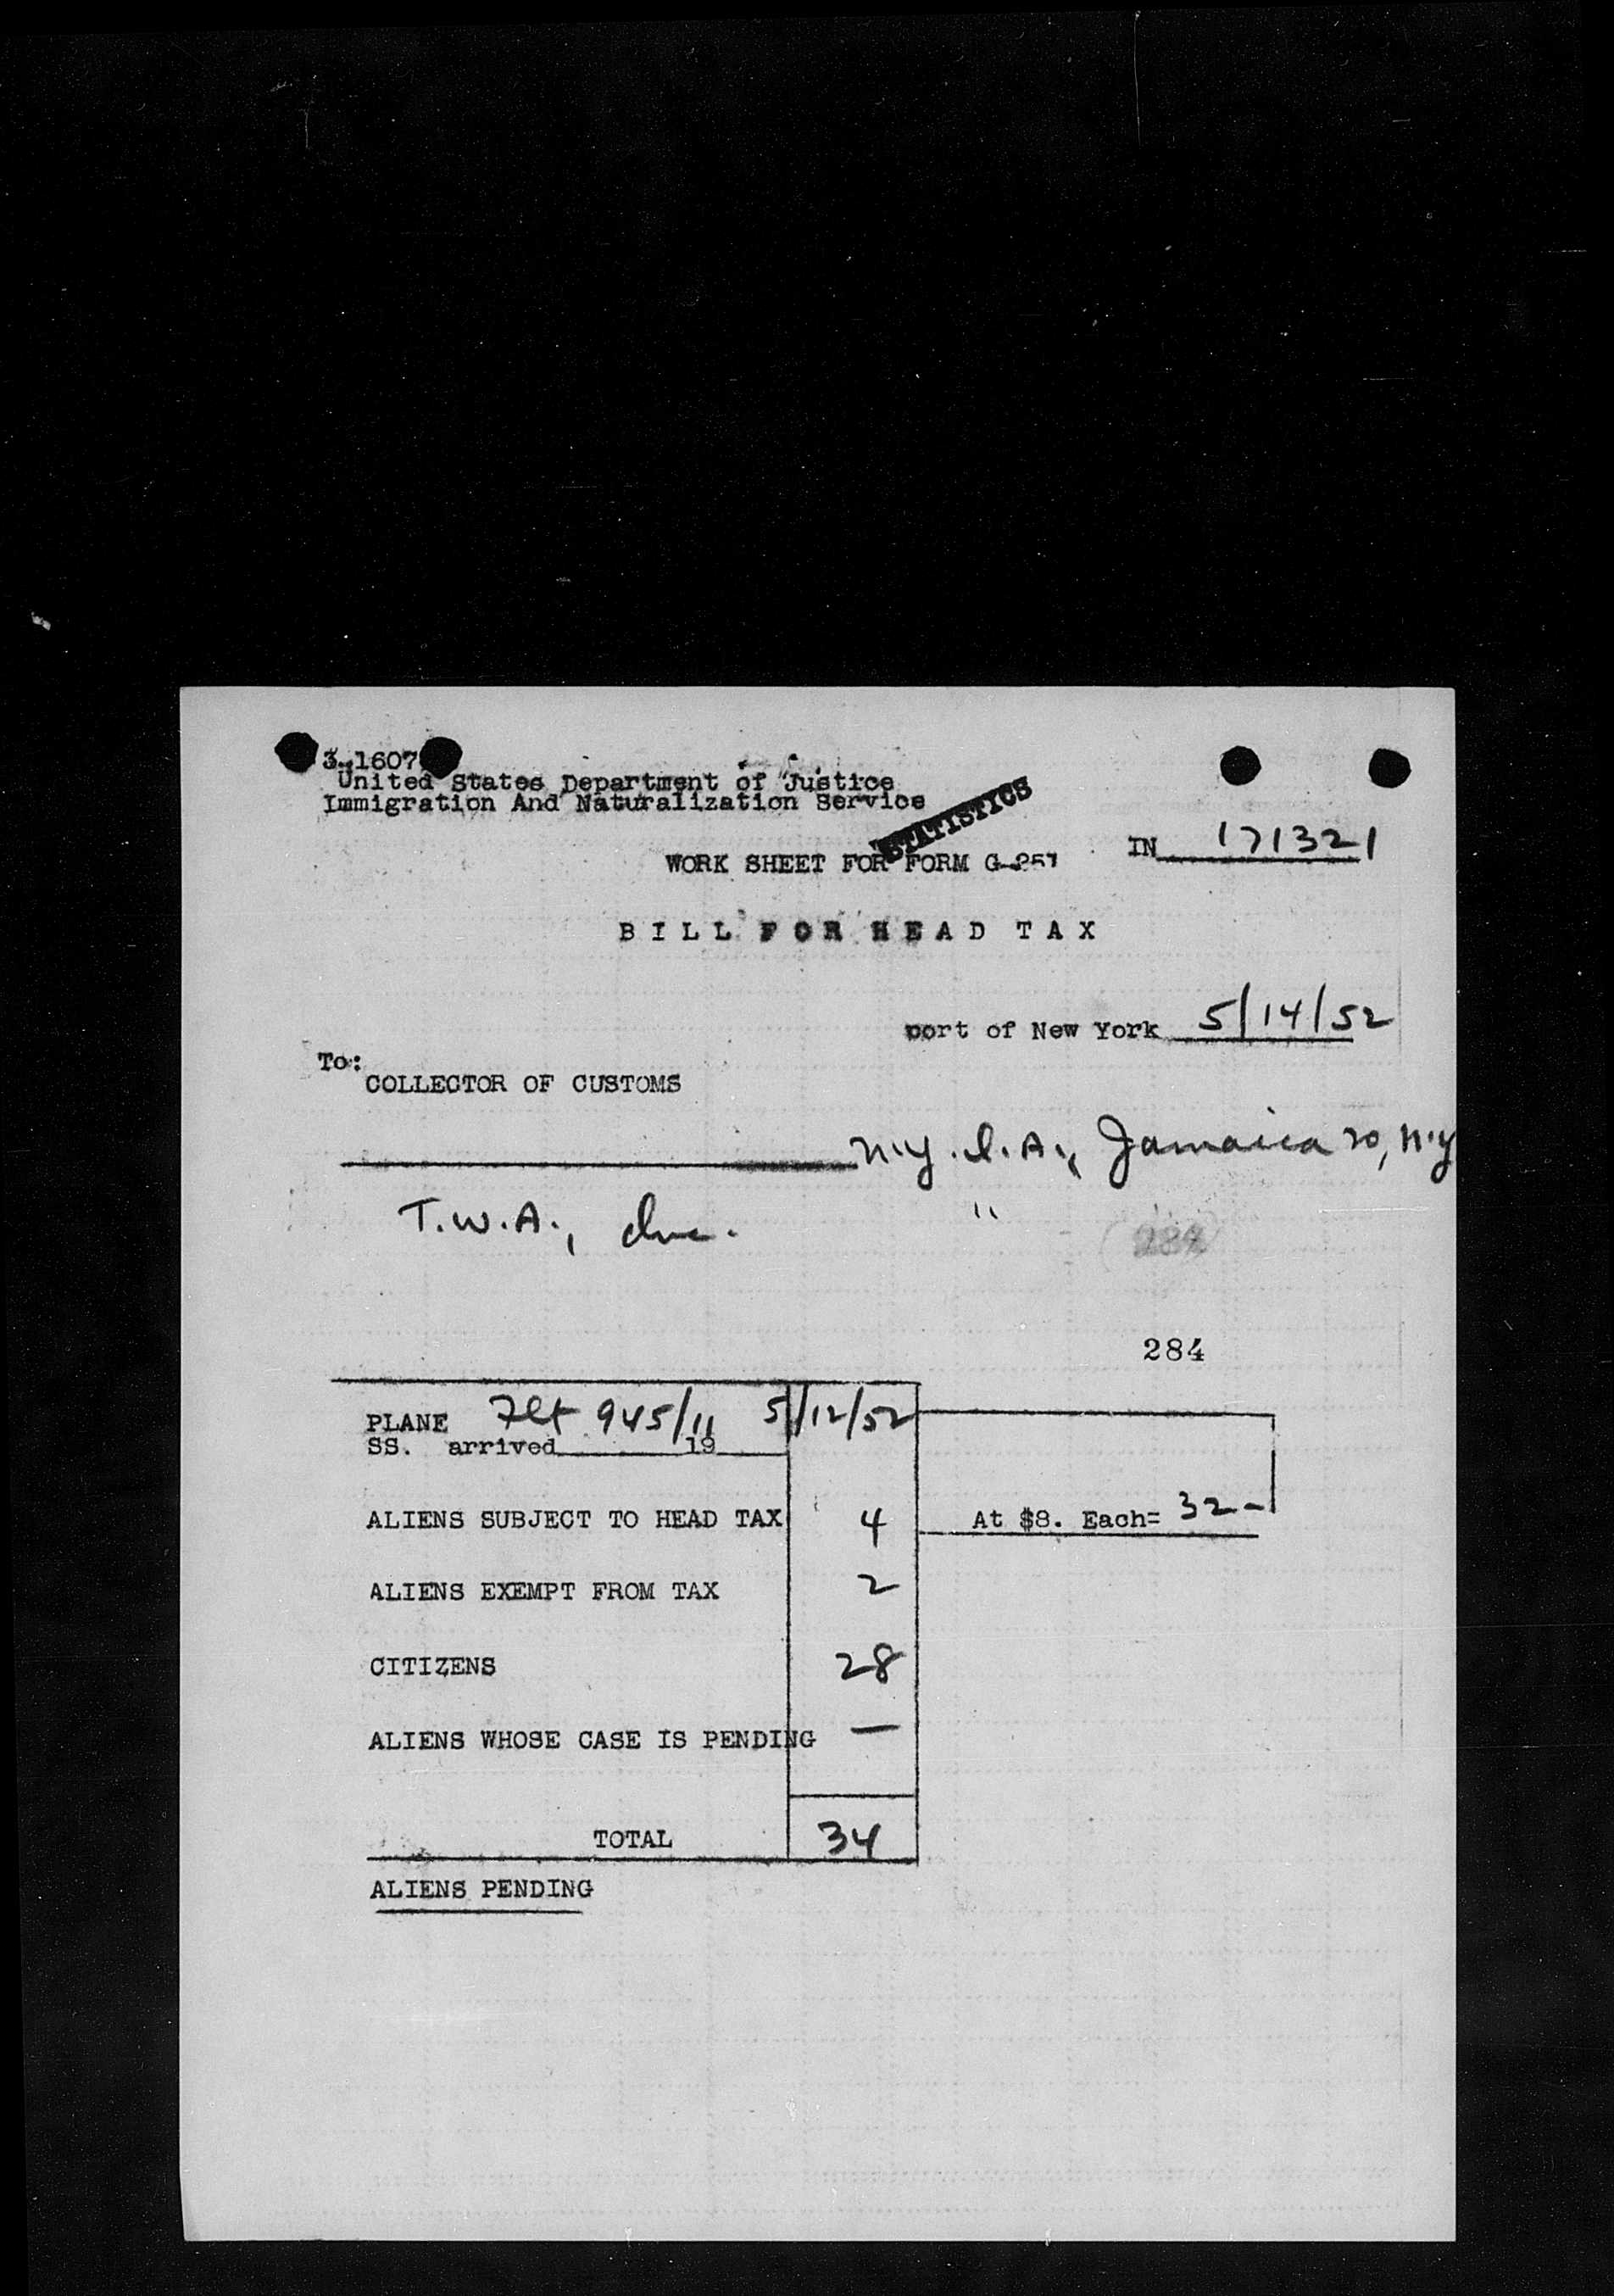 3-1607
United States Department of Justice
Immigration And Naturalization Service
STATISTICS
WORK SHEET FOR FORM G-257
IN 171321
BILL FOR HEAD TAX
port of New York 5/14/52
To:
COLLECTOR OF CUSTOMS
N.Y.I.A., Jamaica 20, N.Y
T.W.A., Inc. "
284
PLANE Flt 945/11 5/12/52
SS. arrived 19
ALIENS SUBJECT TO HEAD TAX 4 At $8. Each= 32-
ALIENS EXEMPT FROM TAX 2
CITIZENS 28
ALIENS WHOSE CASE IS PENDING —
TOTAL 34
ALIENS PENDING